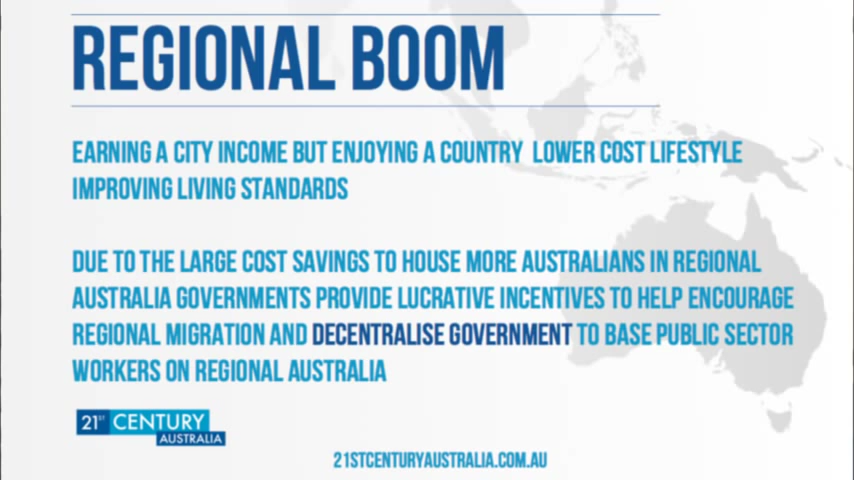 REGIONAL BOOM
EARNING A CITY INCOME BUT ENJOYING A COUNTRY LOWER COST LIFESTYLE
IMPROVING LIVING STANDARDS
DUE TO THE LARGE COST SAVINGS TO HOUSE MORE AUSTRALIANS IN REGIONAL
AUSTRALIA GOVERNMENTS PROVIDE LUCRATIVE INCENTIVES TO HELP ENCOURAGE
REGIONAL MIGRATION AND DECENTRALISE GOVERNMENT TO BASE PUBLIC SECTOR
WORKERS ON REGIONAL AUSTRALIA
21ST CENTURY
AUSTRALIA
21STCENTURYAUSTRALIA.COM.AU